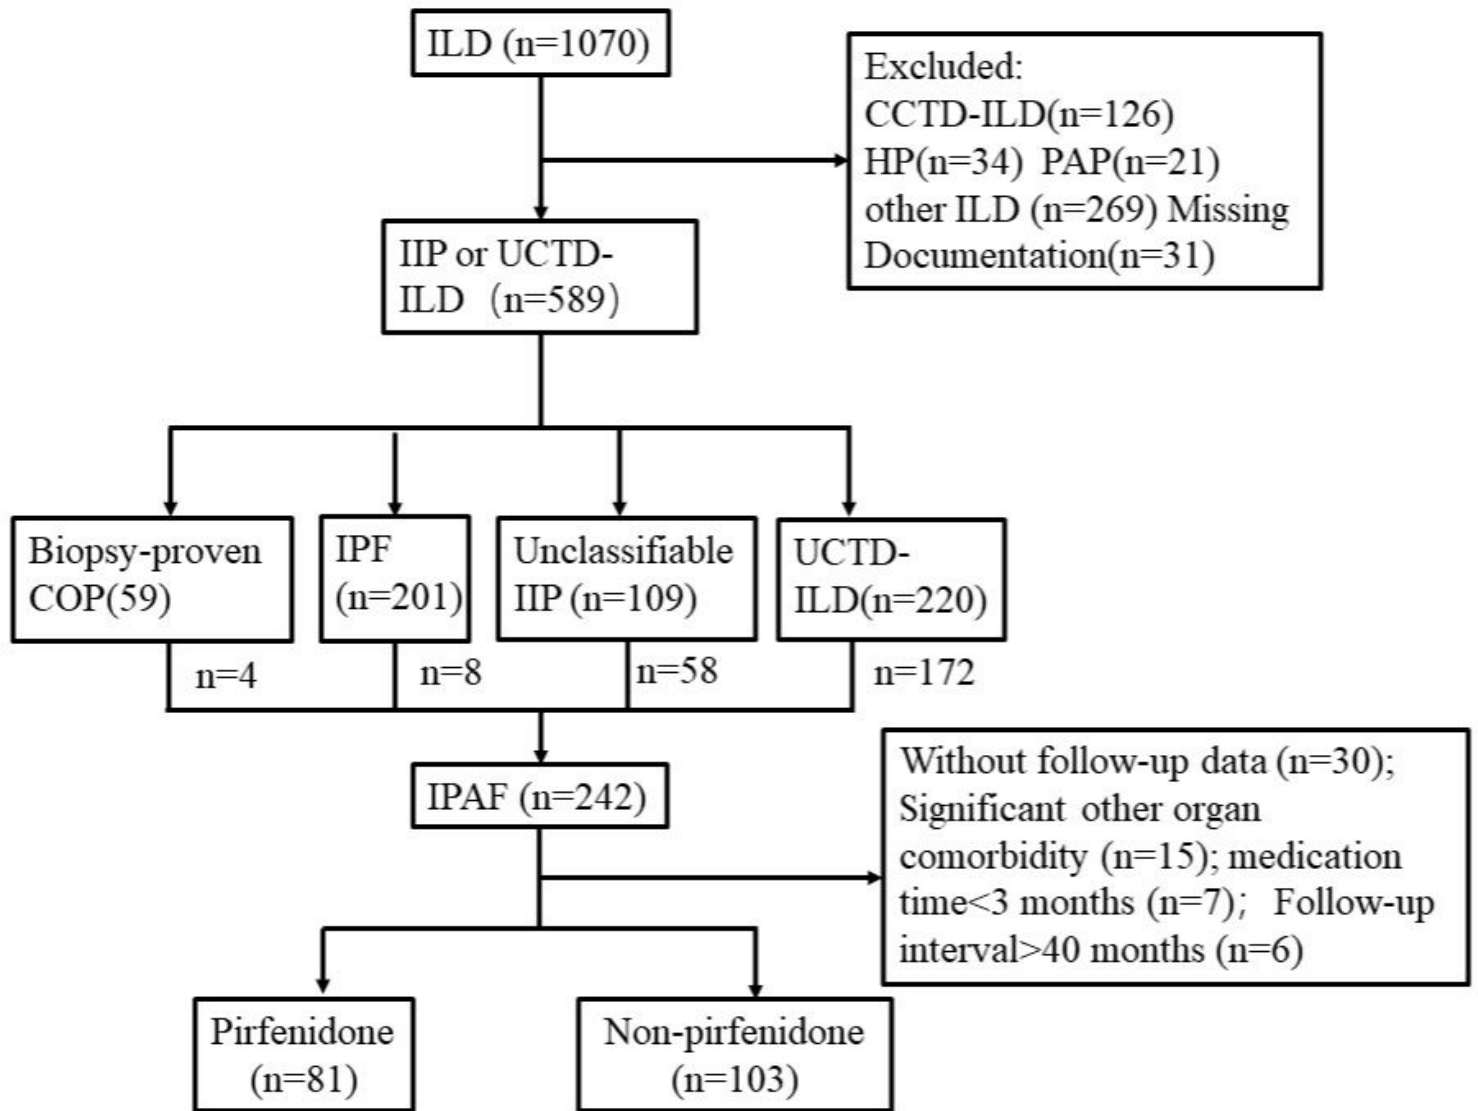 ILD (n=1070)
Excluded:
CCTD-ILD(n=126)
HP(n=34) PAP(n=21)
other ILD (n=269) Missing
Documentation(n=31)
IIP or UCTD-
ILD（n=589）
Biopsy-proven
COP(59)
IPF
(n=201)
Unclassifiable
IIP (n=109)
UCTD-
ILD(n=220)
n=4
n=8
n=58
n=172
IPAF (n=242)
Without follow-up data (n=30);
Significant other organ
comorbidity (n=15); medication
time<3 months (n=7)； Follow-up
interval>40 months (n=6)
Pirfenidone
(n=81)
Non-pirfenidone
(n=103)